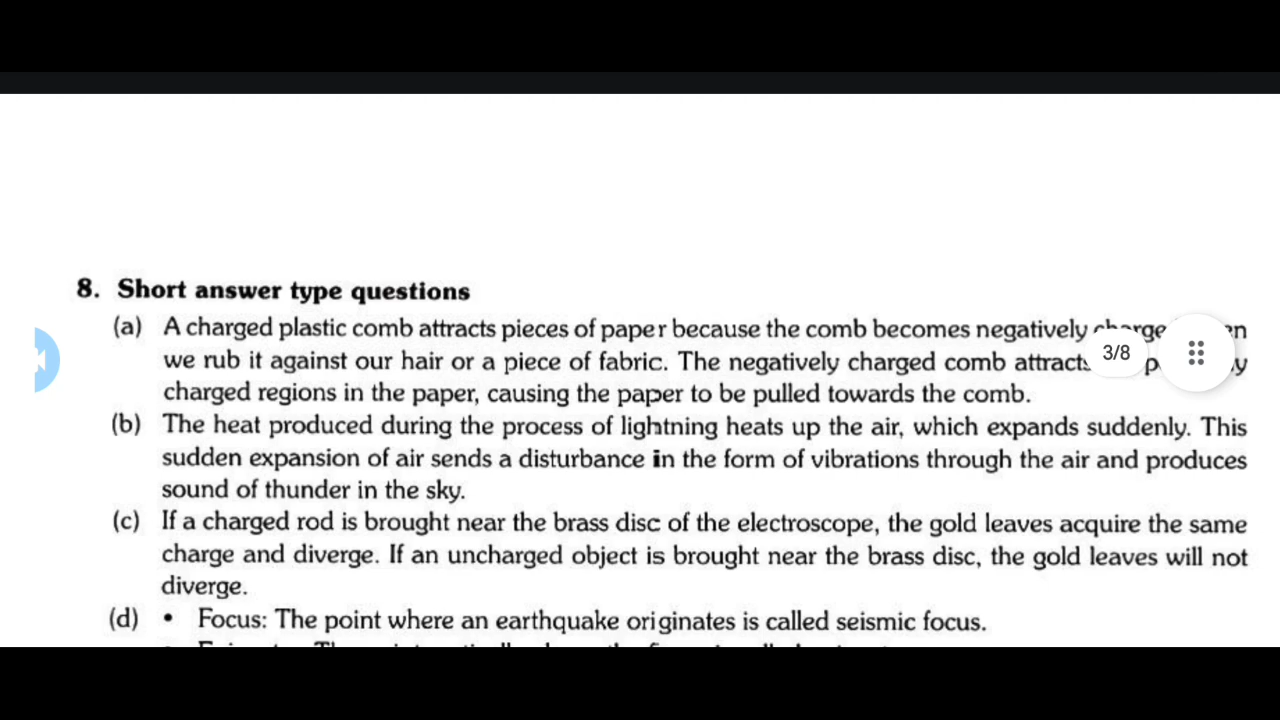 8. Short answer type questions
(a) A charged plastic comb attracts pieces of paper because the comb becomes negatively
we rub it against our hair or a piece of fabric. The negatively charged comb attracts
3/8
charged regions in the paper, causing the paper to be pulled towards the comb.
(b) The heat produced during the process of lightning heats up the air, which expands suddenly. This
sudden expansion of air sends a disturbance in the form of vibrations through the air and produces
sound of thunder in the sky.
(c) If a charged rod is brought near the brass disc of the electroscope, the gold leaves acquire the same
charge and diverge. If an uncharged object is brought near the brass disc, the gold leaves will not
diverge.
(d) • Focus: The point where an earthquake originates is called seismic focus.